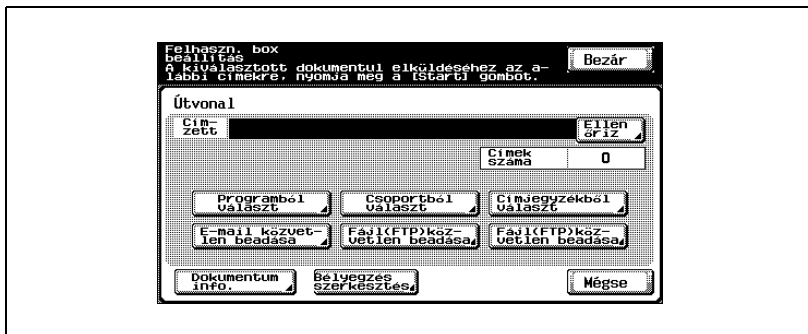 Felhaszn. box
beállítás
A kiválasztott dokumentul elküldéséhez az a-
lábbi címekre, nyomja meg a [Start] gombot.
Bezár
Útvonal
Cím-
zett
Ellen
őriz
Címek
száma
0
Programból
választ
Csoportból
választ
Címjegyzékből
választ
E-mail közvet-
len beadása
Fájl(FTP)köz-
vetlen beadása
Fájl(FTP)köz-
vetlen beadása
Dokumentum
info.
Bélyegzés
szerkesztés
Mégse